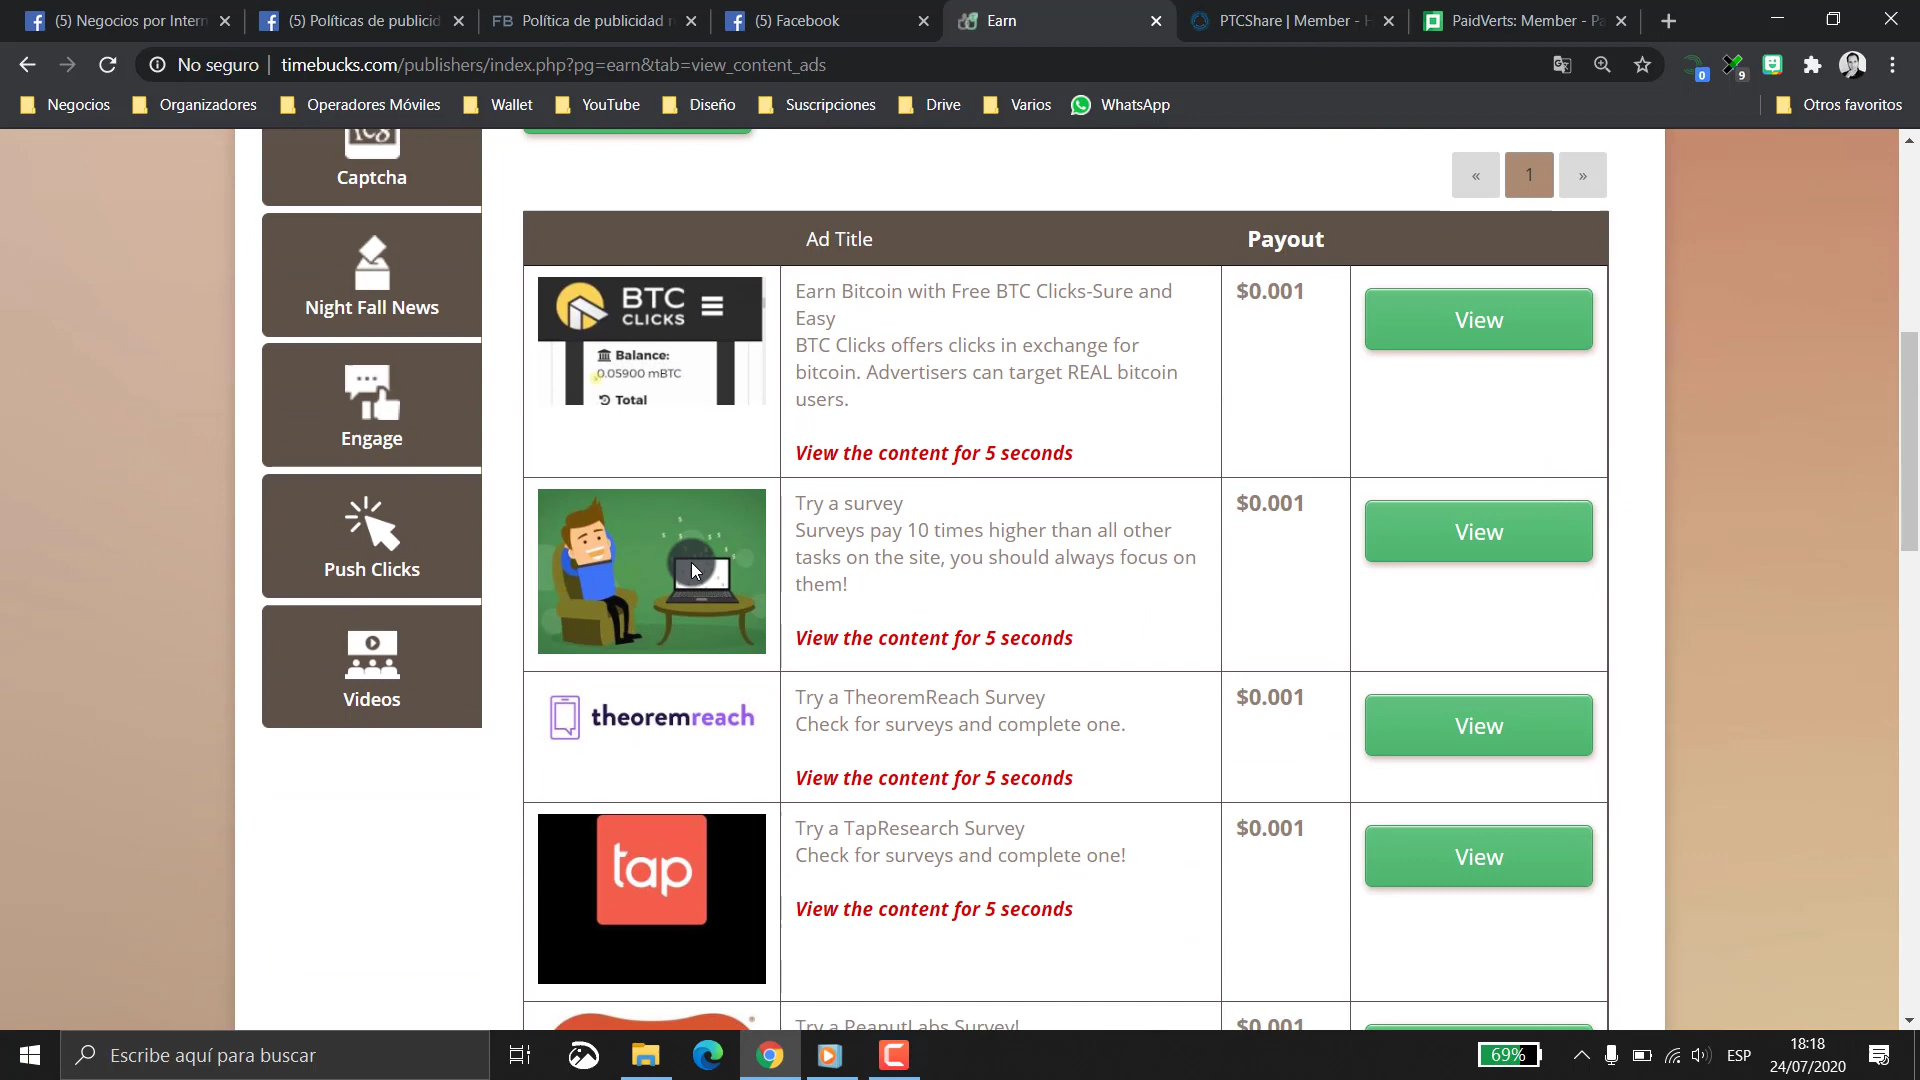 (5) Negocios por Intern
(5) Políticas de publicid
FB Política de publicidad r
(5) Facebook
Earn
PTCShare | Member - H
PaidVerts: Member - Pa
No seguro | timebucks.com/publishers/index.php?pg=earn&tab=view_content_ads
0
9
Negocios
Organizadores
Operadores Móviles
Wallet
YouTube
Diseño
Suscripciones
Drive
Varios
WhatsApp
Otros favoritos
Captcha
Night Fall News
Engage
Push Clicks
Videos
« 1 »
Ad Title Payout
BTC
CLICKS
Balance:
0.05900 mBTC
Total
Earn Bitcoin with Free BTC Clicks-Sure and
Easy
BTC Clicks offers clicks in exchange for
bitcoin. Advertisers can target REAL bitcoin
users.
View the content for 5 seconds
$0.001
View
Try a survey
Surveys pay 10 times higher than all other
tasks on the site, you should always focus on
them!
View the content for 5 seconds
$0.001
View
theoremreach
Try a TheoremReach Survey
Check for surveys and complete one.
View the content for 5 seconds
$0.001
View
tap
Try a TapResearch Survey
Check for surveys and complete one!
View the content for 5 seconds
$0.001
View
Try a PeanutLabs Survey!
$0.001
Escribe aquí para buscar
69%
ESP
18:18
24/07/2020